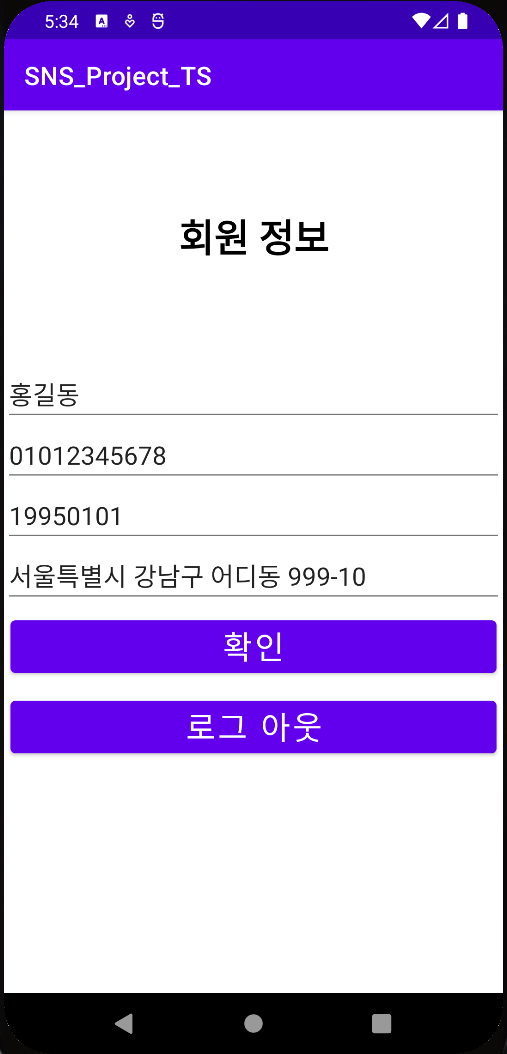 5:34
SNS_Project_TS
회원 정보
홍길동
01012345678
19950101
서울특별시 강남구 어디동 999-10
확인
로그 아웃